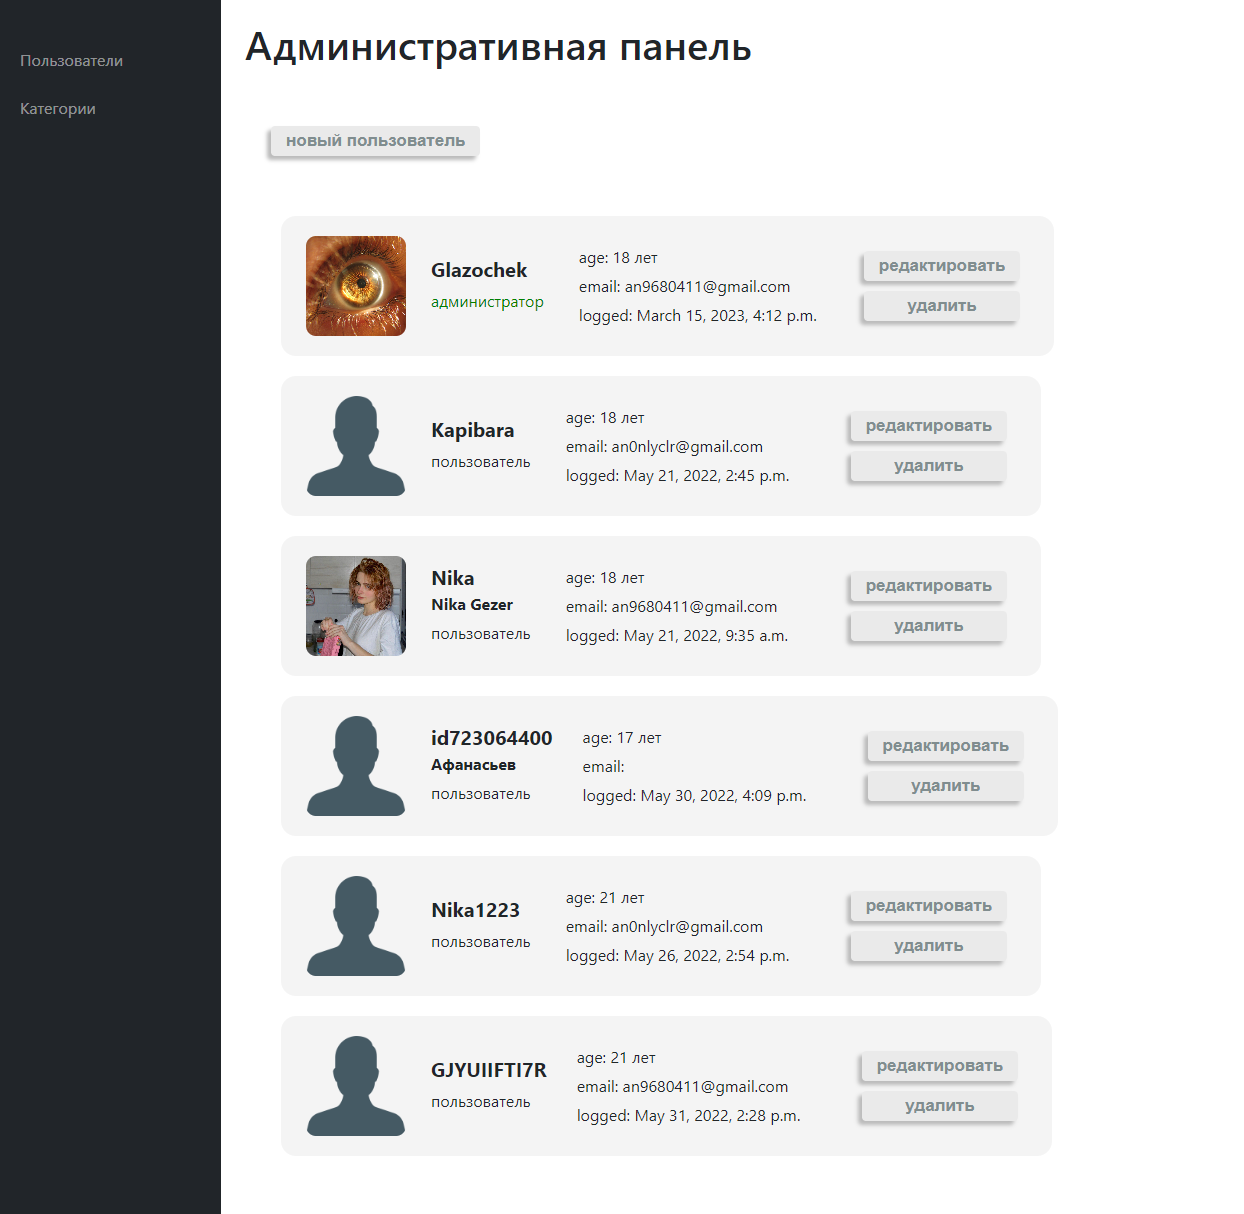 Пользователи
Категории
Административная панель
новый пользователь
Glazochek
администратор
age: 18 лет
email: an9680411@gmail.com
logged: March 15, 2023, 4:12 p.m.
редактировать
удалить
Kapibara
пользователь
age: 18 лет
email: an0nlyclr@gmail.com
logged: May 21, 2022, 2:45 p.m.
редактировать
удалить
Nika
Nika Gezer
пользователь
age: 18 лет
email: an9680411@gmail.com
logged: May 21, 2022, 9:35 a.m.
редактировать
удалить
id723064400
Афанасьев
пользователь
age: 17 лет
email:
logged: May 30, 2022, 4:09 p.m.
редактировать
удалить
Nika1223
пользователь
age: 21 лет
email: an0nlyclr@gmail.com
logged: May 26, 2022, 2:54 p.m.
редактировать
удалить
GJYUIIFTI7R
пользователь
age: 21 лет
email: an9680411@gmail.com
logged: May 31, 2022, 2:28 p.m.
редактировать
удалить